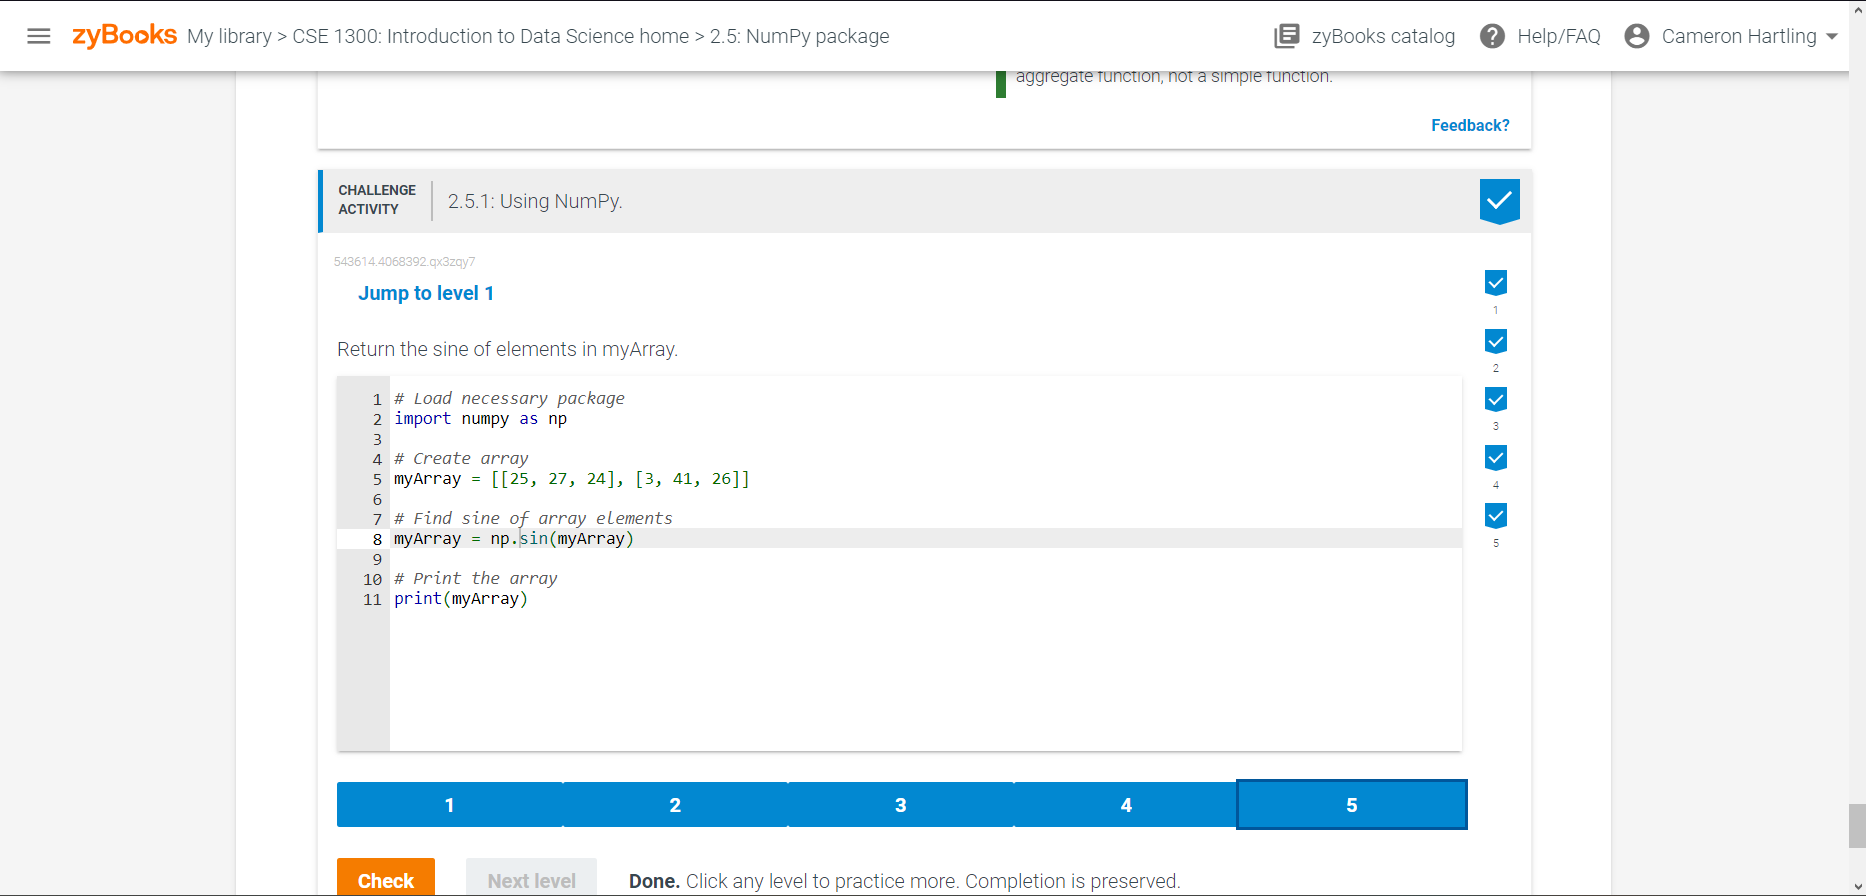 zyBooks My library > CSE 1300: Introduction to Data Science home > 2.5: NumPy package
zyBooks catalog
? Help/FAQ
Cameron Hartling
aggregate function, not a simple function.
Feedback?
CHALLENGE ACTIVITY
2.5.1: Using NumPy.
543614.4068392.qx3zqy7
Jump to level 1
1
2
3
4
5
Return the sine of elements in myArray.
1 # Load necessary package
2 import numpy as np
3
4 # Create array
5 myArray = [[25, 27, 24], [3, 41, 26]]
6
7 # Find sine of array elements
8 myArray = np.sin(myArray)
9
10 # Print the array
11 print(myArray)
1 2 3 4 5
Check
Next level
Done. Click any level to practice more. Completion is preserved.